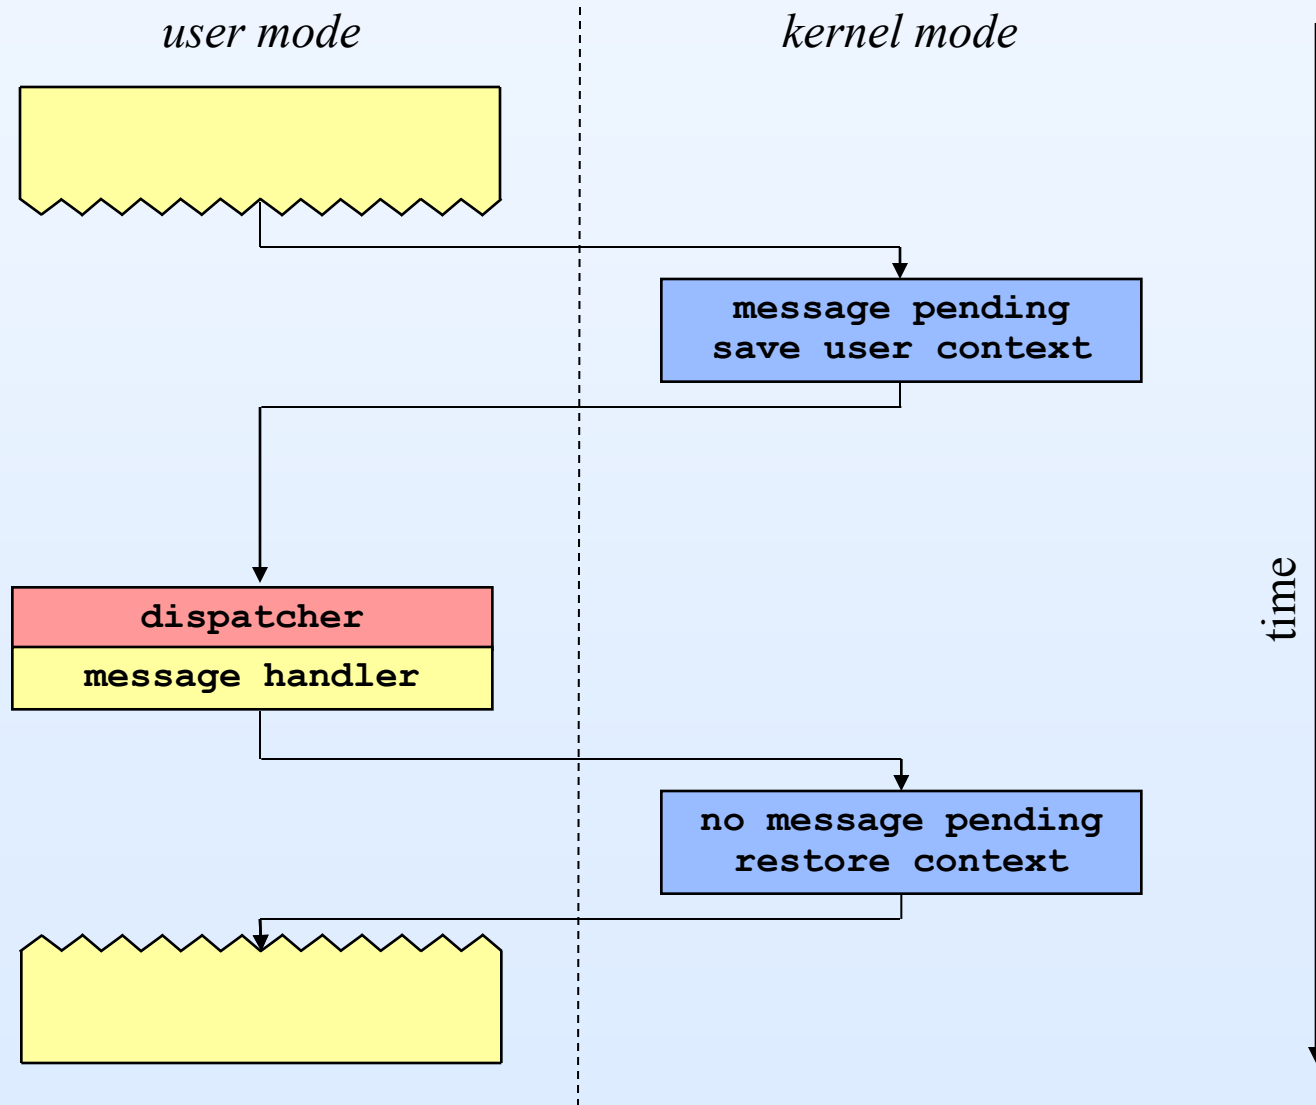 user mode
kernel mode
message pending
save user context
dispatcher
message handler
time
no message pending
restore context